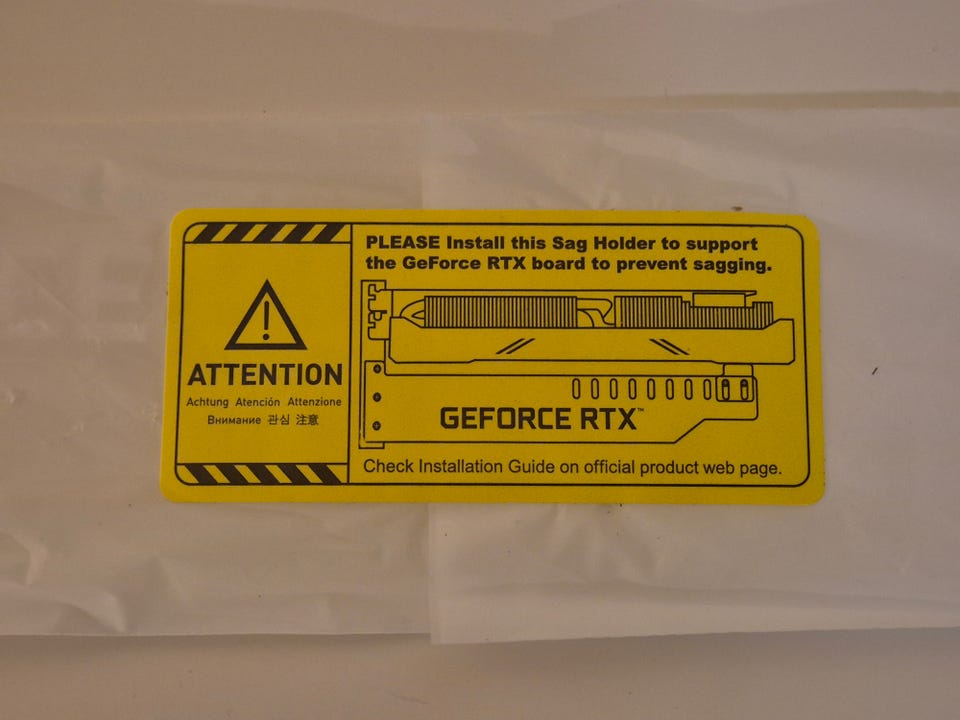 PLEASE Install this Sag Holder to support
the GeForce RTX board to prevent sagging.
ATTENTION
Achtung Atención Attenzione
Внимание 관심 注意
GEFORCE RTX™
Check Installation Guide on official product web page.